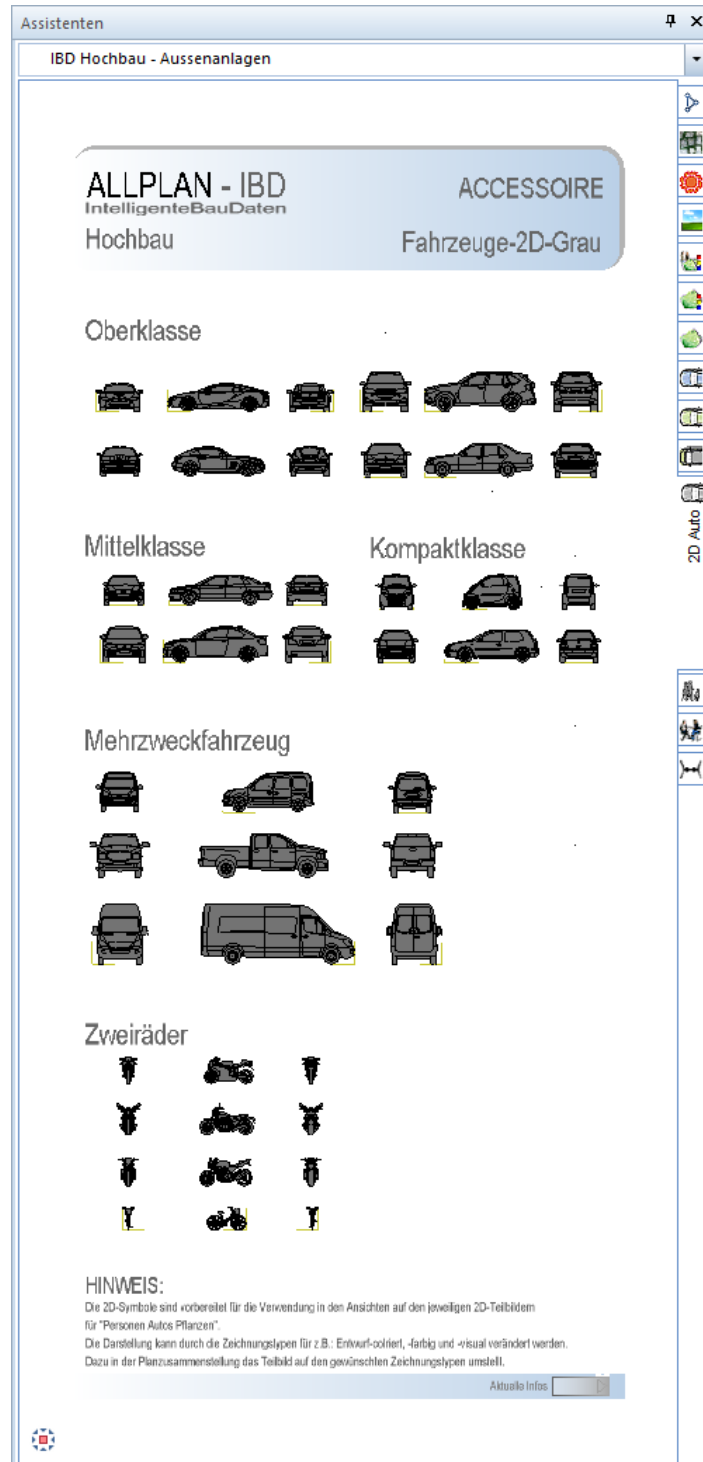 Assistenten
IBD Hochbau - Aussenanlagen
ALLPLAN - IBD
IntelligenteBauDaten
ACCESSOIRE
Hochbau
Fahrzeuge-2D-Grau
Oberklasse
2D Auto
Mittelklasse
Kompaktklasse
Mehrzweckfahrzeug
Zweiräder
HINWEIS:
Die 2D-Symbole sind vorbereitet für die Verwendung in den Ansichten auf den jeweiligen 2D-Teilbildern
für "Personen Autos Pflanzen".
Die Darstellung kann durch die Zeichnungstypen für z.B.: Entwurf-colriert, -farbig und -visual verändert werden.
Dazu in der Planzusammenstellung das Teilbild auf den gewünschten Zeichnungstypen umstellt.
Aktuelle Infos